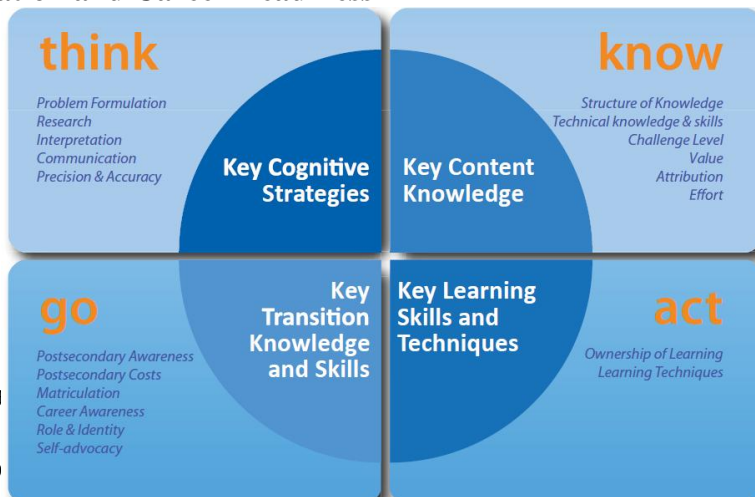 think
Problem Formulation
Research
Interpretation
Communication
Precision & Accuracy
Key Cognitive
Strategies
know
Structure of Knowledge
Technical knowledge & skills
Challenge Level
Value
Attribution
Effort
Key Content
Knowledge
go
Postsecondary Awareness
Postsecondary Costs
Matriculation
Career Awareness
Role & Identity
Self-advocacy
Key
Transition
Knowledge
and Skills
Key Learning
Skills and
Techniques
act
Ownership of Learning
Learning Techniques